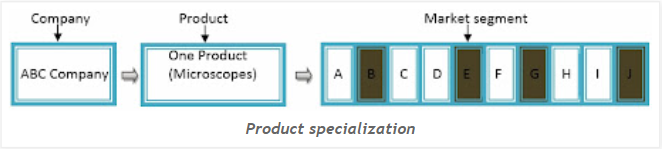 Company
Product
Market segment
ABC Company
One Product
(Microscopes)
A B C D E F G H I J
Product specialization